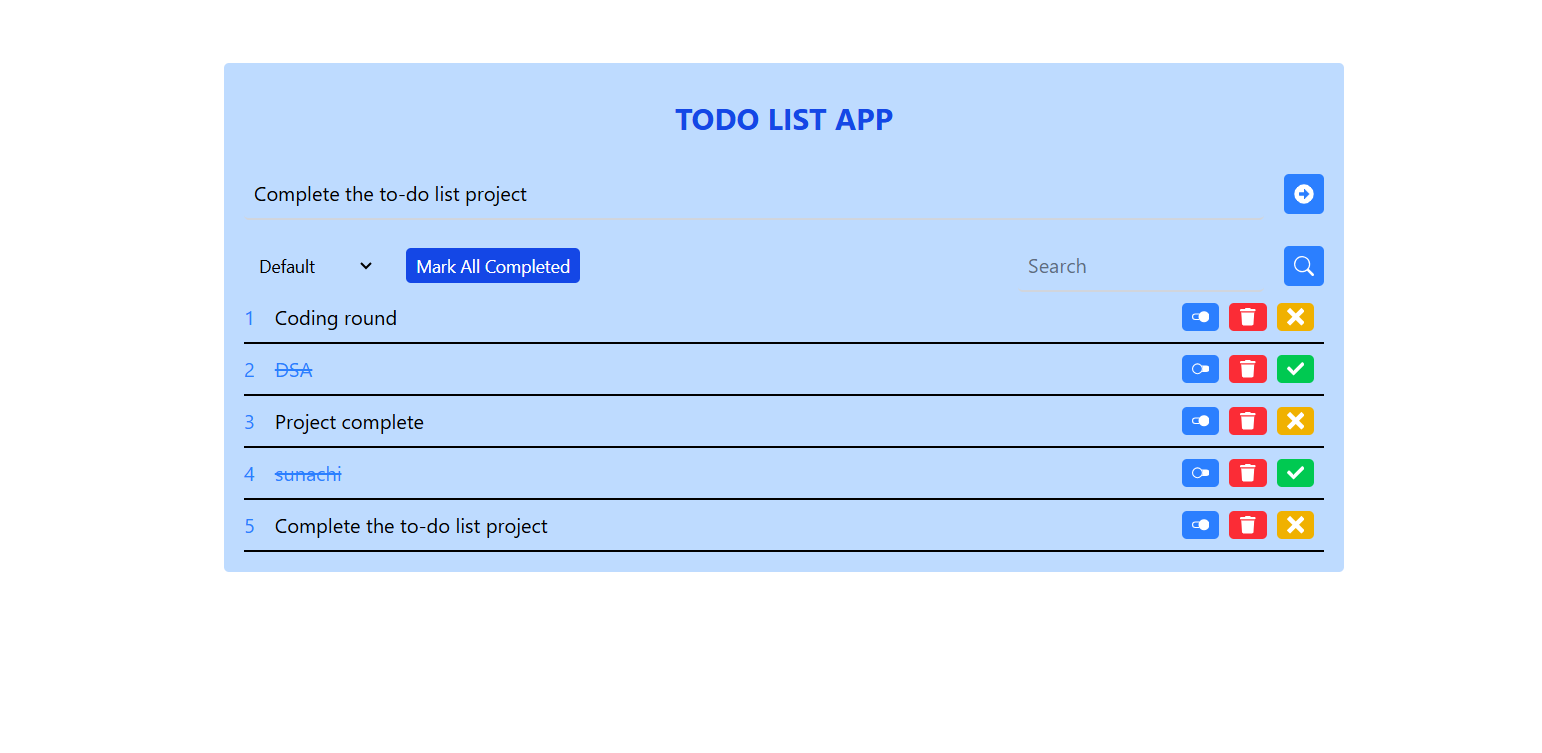 TODO LIST APP
Complete the to-do list project
Default Mark All Completed Search
1 Coding round
2 DSA
3 Project complete
4 sunachi
5 Complete the to-do list project